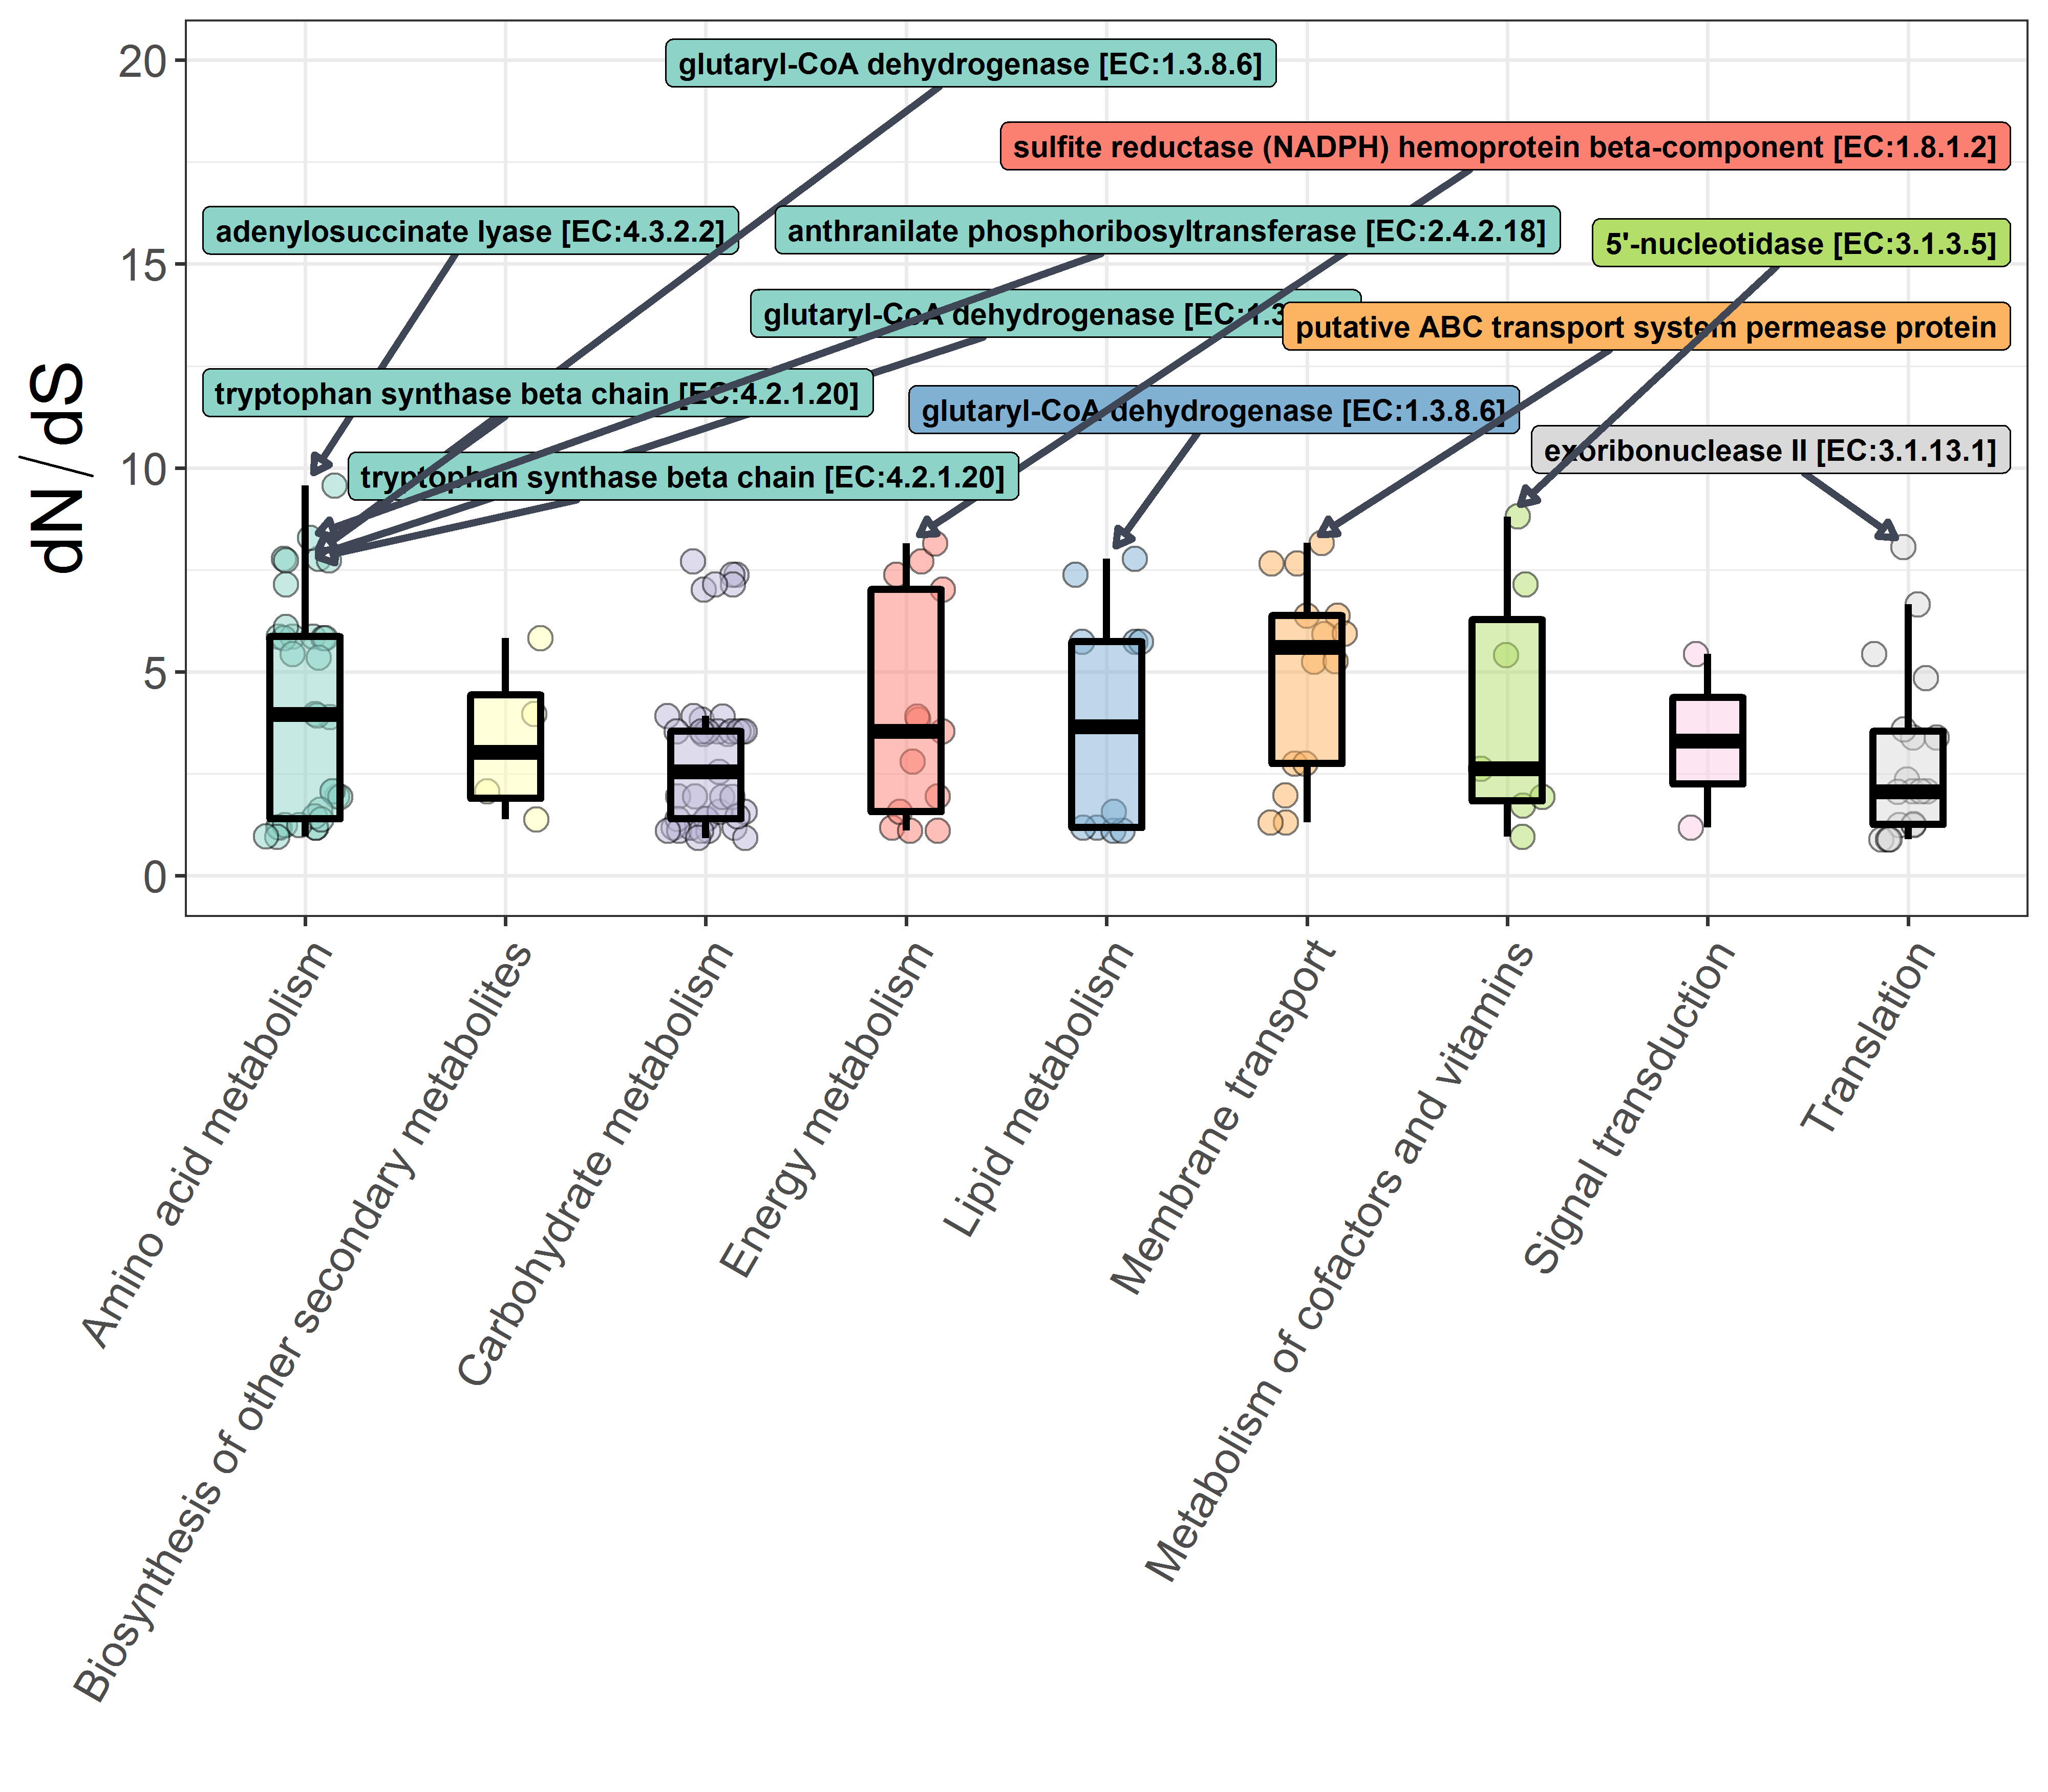 20
15
10
5
0
dN / dS
glutaryl-CoA dehydrogenase [EC:1.3.8.6]
sulfite reductase (NADPH) hemoprotein beta-component [EC:1.8.1.2]
adenylosuccinate lyase [EC:4.3.2.2]
anthranilate phosphoribosyltransferase [EC:2.4.2.18]
5'-nucleotidase [EC:3.1.3.5]
glutaryl-CoA dehydrogenase [EC:1.3
putative ABC transport system permease protein
tryptophan synthase beta chain [EC:4.2.1.20]
glutaryl-CoA dehydrogenase [EC:1.3.8.6]
exoribonuclease II [EC:3.1.13.1]
tryptophan synthase beta chain [EC:4.2.1.20]
Amino acid metabolism
Biosynthesis of other secondary metabolites
Carbohydrate metabolism
Energy metabolism
Lipid metabolism
Membrane transport
Metabolism of cofactors and vitamins
Signal transduction
Translation